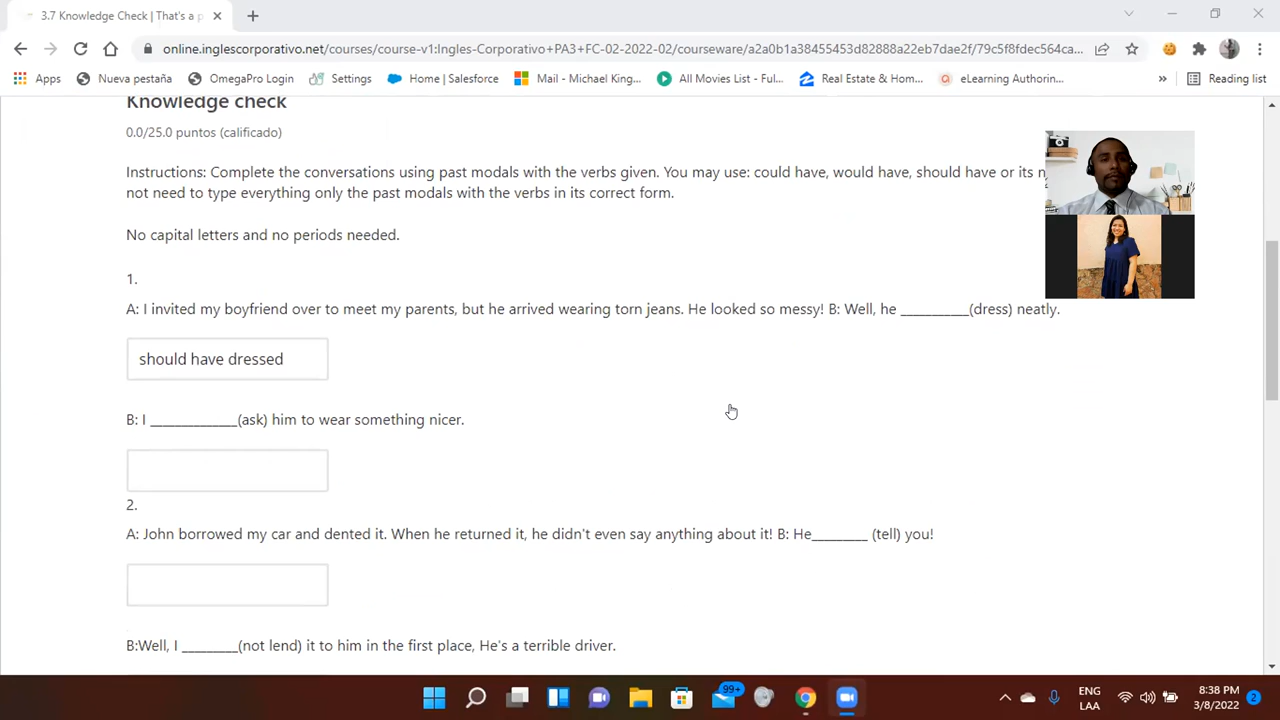 3.7 Knowledge Check | That's a p
online.inglescorporativo.net/courses/course-v1:Ingles-Corporativo+PA3+FC-02-2022-02/courseware/a2a0b1a38455453d82888a22eb7dae2f/79c5f8fdec564ca...
Apps Nueva pestaña OmegaPro Login Settings Home | Salesforce Mail - Michael King... All Movies List - Ful... Real Estate & Hom... eLearning Authorin... » Reading list
Knowledge check
0.0/25.0 puntos (calificado)
Instructions: Complete the conversations using past modals with the verbs given. You may use: could have, would have, should have or its n
not need to type everything only the past modals with the verbs in its correct form.
No capital letters and no periods needed.
1.
A: I invited my boyfriend over to meet my parents, but he arrived wearing torn jeans. He looked so messy! B: Well, he ___________(dress) neatly.
should have dressed
B: I ______________(ask) him to wear something nicer.
2.
A: John borrowed my car and dented it. When he returned it, he didn't even say anything about it! B: He_________ (tell) you!
B:Well, I _________(not lend) it to him in the first place, He's a terrible driver.
99+
ENG
LAA
8:38 PM
3/8/2022
2